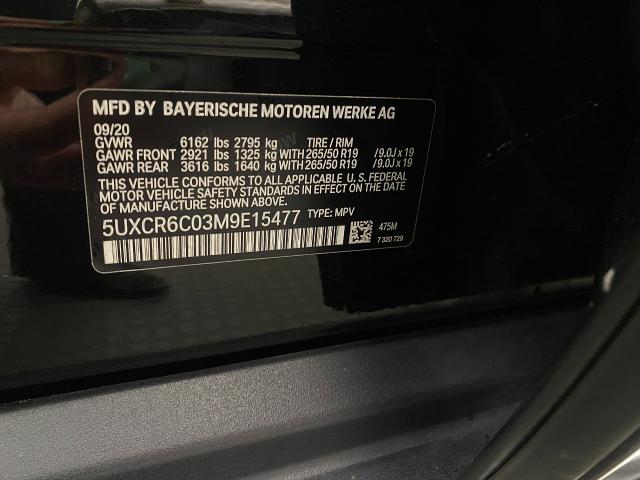 MFD BY BAYERISCHE MOTOREN WERKE AG
09/20
GVWR 6162 lbs 2795 kg TIRE / RIM
GAWR FRONT 2921 lbs 1325 kg WITH 265/50 R19 / 9.0J x 19
GAWR REAR 3616 lbs 1640 kg WITH 265/50 R19 / 9.0J x 19
THIS VEHICLE CONFORMS TO ALL APPLICABLE U. S. FEDERAL
MOTOR VEHICLE SAFETY STANDARDS IN EFFECT ON THE DATE
OF MANUFACTURE SHOWN ABOVE.
5UXCR6C03M9E15477 TYPE: MPV
475M
7 320 729